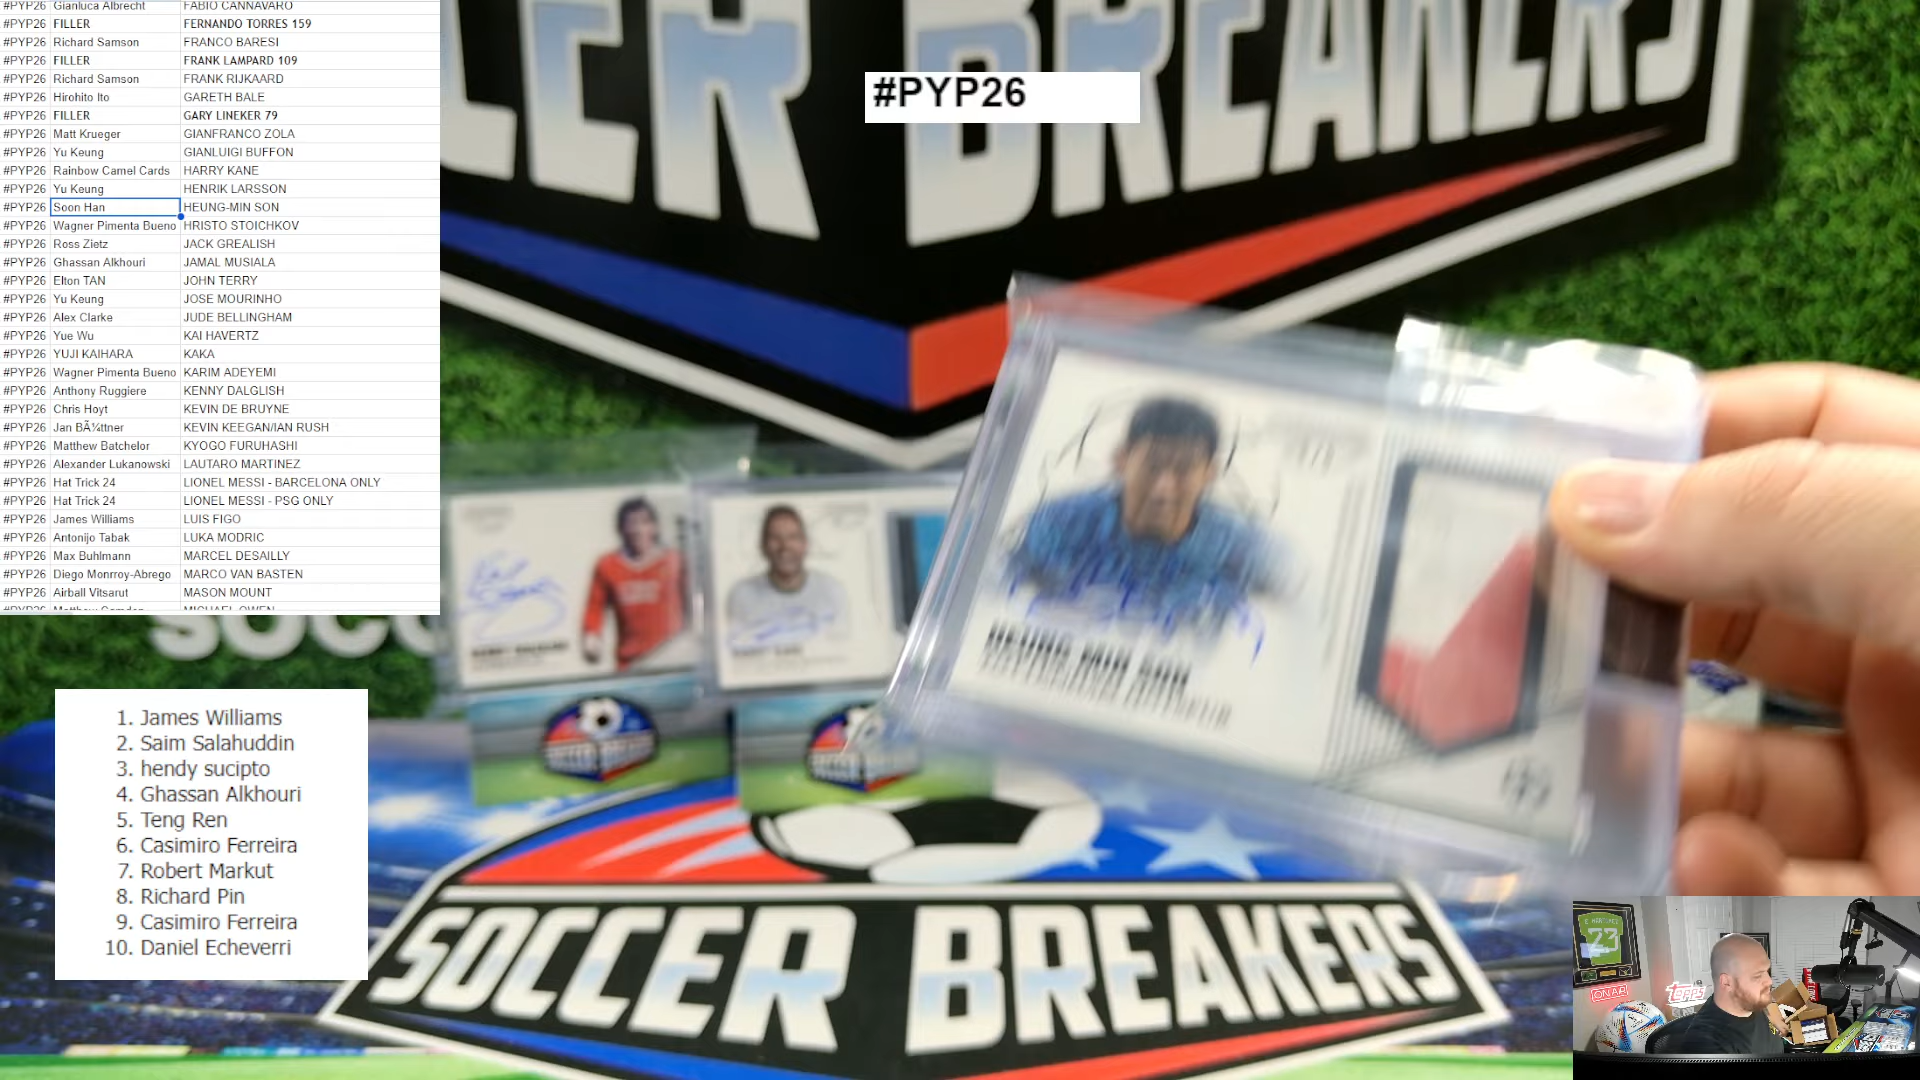 #PYP26 Gianluca Albrecht FABIO CANNAVARO
#PYP26 FILLER FERNANDO TORRES 159
#PYP26 Richard Samson FRANCO BARESI
#PYP26 FILLER FRANK LAMPARD 109
#PYP26 Richard Samson FRANK RIJKAARD
#PYP26 Hirohito Ito GARETH BALE
#PYP26 FILLER GARY LINEKER 79
#PYP26 Matt Krueger GIANFRANCO ZOLA
#PYP26 Yu Keung GIANLUIGI BUFFON
#PYP26 Rainbow Camel Cards HARRY KANE
#PYP26 Yu Keung HENRIK LARSSON
#PYP26 Soon Han HEUNG-MIN SON
#PYP26 Wagner Pimenta Bueno HRISTO STOICHKOV
#PYP26 Ross Zietz JACK GREALISH
#PYP26 Ghassan Alkhouri JAMAL MUSIALA
#PYP26 Elton TAN JOHN TERRY
#PYP26 Yu Keung JOSE MOURINHO
#PYP26 Alex Clarke JUDE BELLINGHAM
#PYP26 Yue Wu KAI HAVERTZ
#PYP26 YUJI KAIHARA KAKA
#PYP26 Wagner Pimenta Bueno KARIM ADEYEMI
#PYP26 Anthony Ruggiere KENNY DALGLISH
#PYP26 Chris Hoyt KEVIN DE BRUYNE
#PYP26 Jan BÃ¼ttner KEVIN KEEGAN/IAN RUSH
#PYP26 Matthew Batchelor KYOGO FURUHASHI
#PYP26 Alexander Lukanowski LAUTARO MARTINEZ
#PYP26 Hat Trick 24 LIONEL MESSI - BARCELONA ONLY
#PYP26 Hat Trick 24 LIONEL MESSI - PSG ONLY
#PYP26 James Williams LUIS FIGO
#PYP26 Antonijo Tabak LUKA MODRIC
#PYP26 Max Buhlmann MARCEL DESAILLY
#PYP26 Diego Monrroy-Abrego MARCO VAN BASTEN
#PYP26 Airball Vitsarut MASON MOUNT
MICHAEL OWEN
#PYP26
BREAKERS
HEUNG MIN SON
SOCC
1. James Williams
2. Saim Salahuddin
3. hendy sucipto
4. Ghassan Alkhouri
5. Teng Ren
6. Casimiro Ferreira
7. Robert Markut
8. Richard Pin
9. Casimiro Ferreira
10. Daniel Echeverri
SOCCER BREAKERS
23
ON AIR
TOPPS